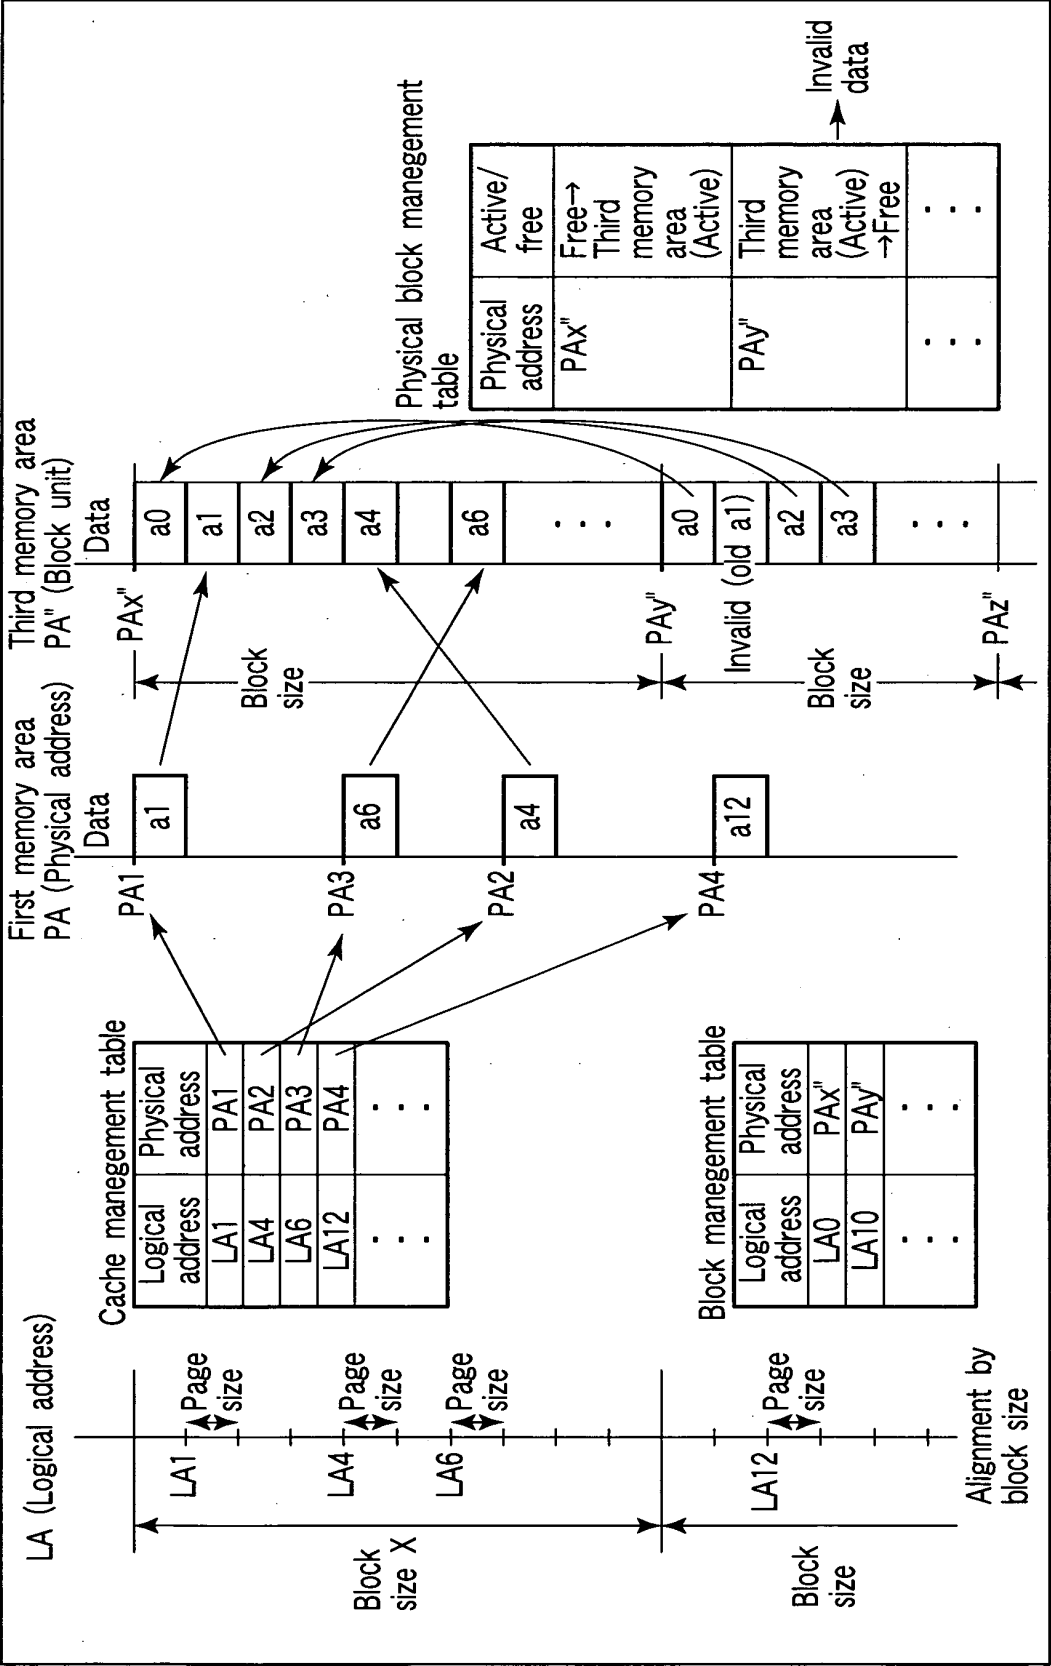 LA (Logical address)
LA1
Page
size
LA4
Page
size
LA6
Page
size
LA12
Page
size
Block
size X
Block
size
Alignment by
block size
Cache manegement table
Logical
address
Physical
address
LA1
PA1
LA4
PA2
LA6
PA3
LA12
PA4
. . .
. . .
Block manegement table
Logical
address
Physical
address
LA0
PAx"
LA10
PAy"
. . .
. . .
First memory area
PA (Physical address)
Data
PA1
a1
PA3
a6
PA2
a4
PA4
a12
Third memory area
PA" (Block unit)
Data
PAx"
a0
a1
a2
a3
a4
a6
. . .
Block
size
PAy"
a0
Invalid (old a1)
a2
a3
. . .
Block
size
PAz"
Physical block manegement
table
Physical
address
Active/
free
PAx"
Free→
Third
memory
area
(Active)
PAy"
Third
memory
area
(Active)
→Free
. . .
. . .
Invalid
data